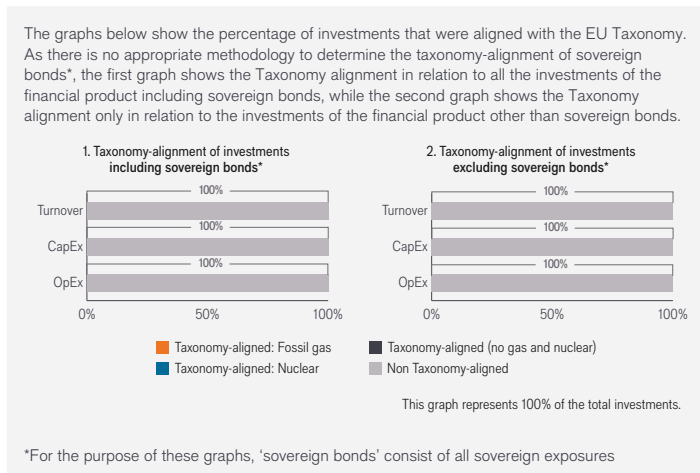 The graphs below show the percentage of investments that were aligned with the EU Taxonomy.
As there is no appropriate methodology to determine the taxonomy-alignment of sovereign
bonds*, the first graph shows the Taxonomy alignment in relation to all the investments of the
financial product including sovereign bonds, while the second graph shows the Taxonomy
alignment only in relation to the investments of the financial product other than sovereign bonds.
1. Taxonomy-alignment of investments
including sovereign bonds*
100%
Turnover
100%
CapEx
100%
OpEx
0% 50% 100%
2. Taxonomy-alignment of investments
excluding sovereign bonds*
100%
Turnover
100%
CapEx
100%
OpEx
0% 50% 100%
Taxonomy-aligned: Fossil gas
Taxonomy-aligned: Nuclear
Taxonomy-aligned (no gas and nuclear)
Non Taxonomy-aligned
This graph represents 100% of the total investments.
*For the purpose of these graphs, ‘sovereign bonds’ consist of all sovereign exposures